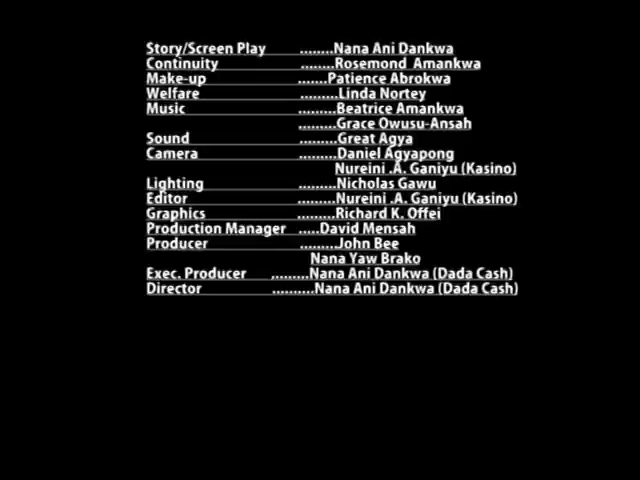 Story/Screen Play ........Nana Ani Dankwa
Continuity ........Rosemond Amankwa
Make-up .......Patience Abrokwa
Welfare .........Linda Nortey
Music .........Beatrice Amankwa
.........Grace Owusu-Ansah
Sound .........Great Agya
Camera .........Daniel Agyapong
Nureini .A. Ganiyu (Kasino)
Lighting .........Nicholas Gawu
Editor .........Nureini .A. Ganiyu (Kasino)
Graphics .........Richard K. Offei
Production Manager .....David Mensah
Producer .........John Bee
Nana Yaw Brako
Exec. Producer .........Nana Ani Dankwa (Dada Cash)
Director ..........Nana Ani Dankwa (Dada Cash)